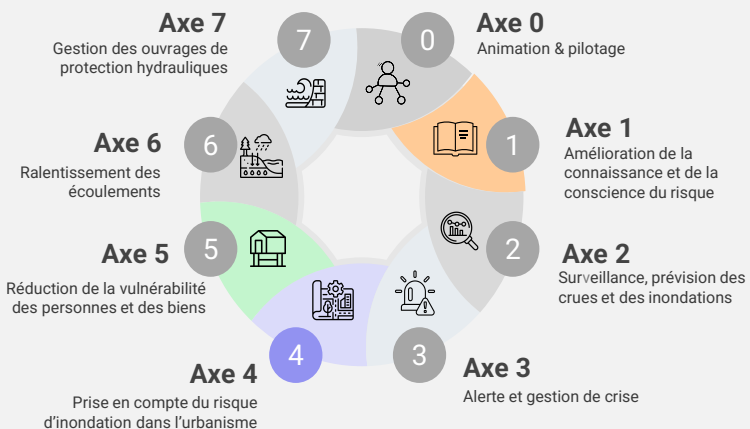 Axe 0
Animation & pilotage
0
Axe 1
Amélioration de la
connaissance et de la
conscience du risque
1
Axe 2
Surveillance, prévision des
crues et des inondations
2
Axe 3
Alerte et gestion de crise
3
Axe 4
Prise en compte du risque
d'inondation dans l'urbanisme
4
Axe 5
Réduction de la vulnérabilité
des personnes et des biens
5
Axe 6
Ralentissement des
écoulements
6
Axe 7
Gestion des ouvrages de
protection hydrauliques
7